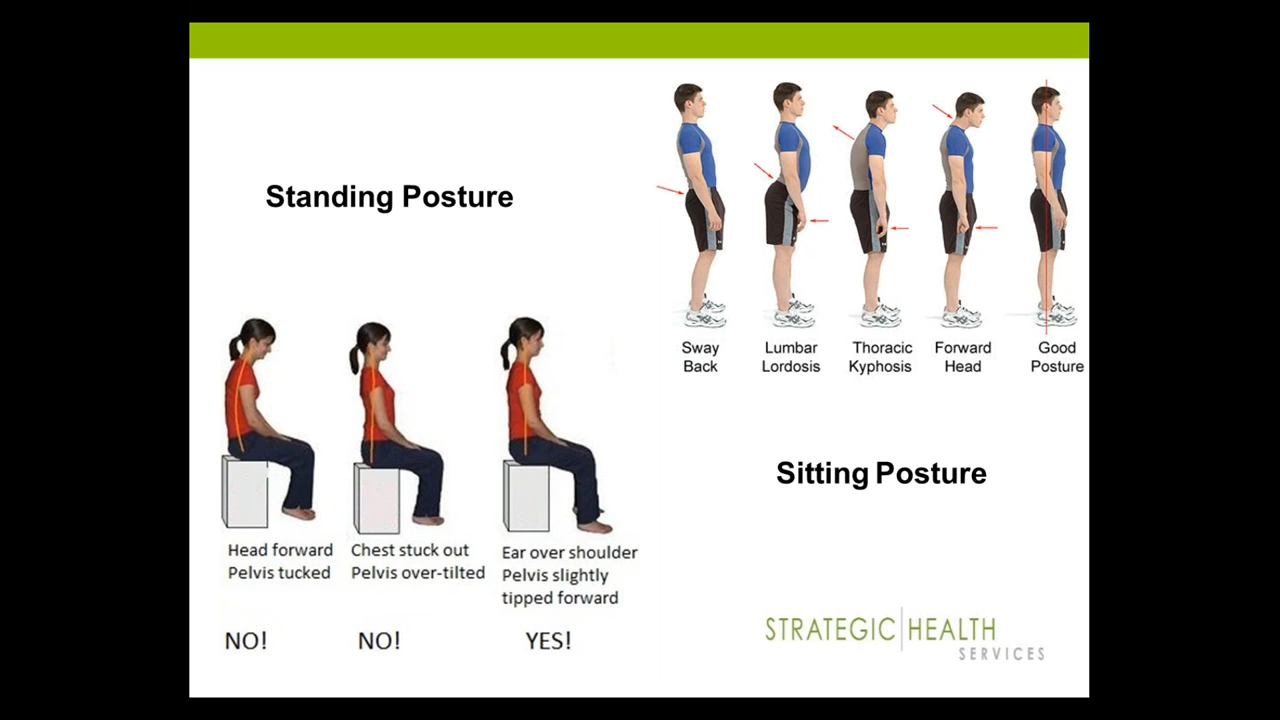 Standing Posture
Sway
Back
Lumbar
Lordosis
Thoracic
Kyphosis
Forward
Head
Good
Posture
Sitting Posture
Head forward
Pelvis tucked
NO!
Chest stuck out
Pelvis over-tilted
NO!
Ear over shoulder
Pelvis slightly
tipped forward
YES!
STRATEGIC HEALTH
SERVICES